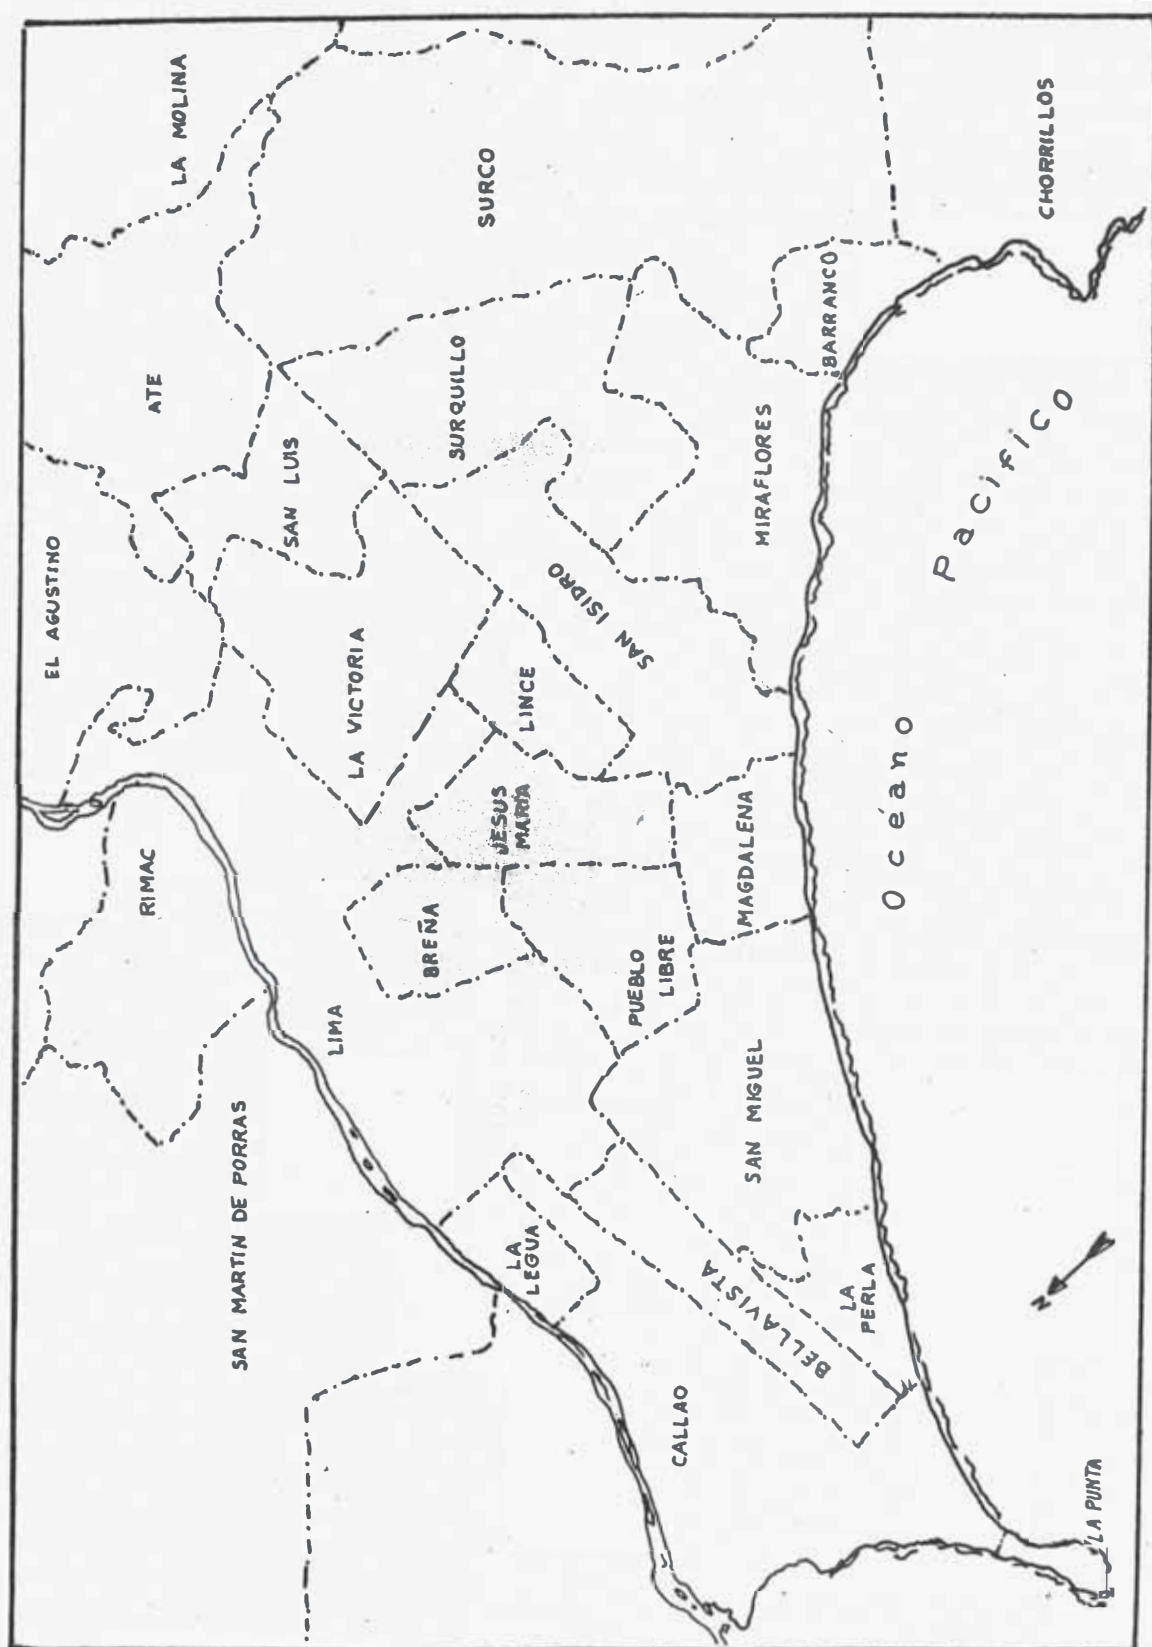 LA MOLINA
SURCO
CHORRILLOS
ATE
SURQUILLO
BARRANCO
SAN LUIS
MIRAFLORES
EL AGUSTINO
SAN ISIDRO
LA VICTORIA
LINCE
Océano Pacífico
RIMAC
JESUS
MARIA
MAGDALENA
BREÑA
PUEBLO
LIBRE
LIMA
SAN MIGUEL
SAN MARTIN DE PORRAS
LA
LEGUA
BELLAVISTA
LA
PERLA
N
CALLAO
LA PUNTA